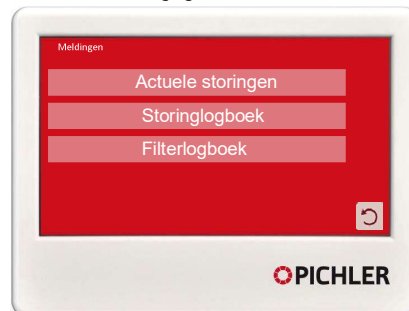 Meldingen
Actuele storingen
Storinglogboek
Filterlogboek
PICHLER